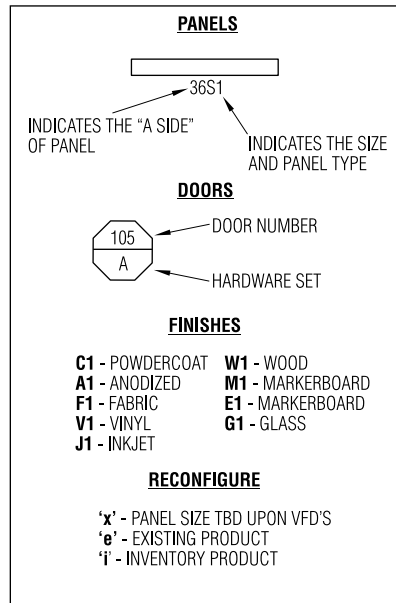 PANELS
36S1
INDICATES THE “A SIDE”
OF PANEL
INDICATES THE SIZE
AND PANEL TYPE
DOORS
105
A
DOOR NUMBER
HARDWARE SET
FINISHES
C1 - POWDERCOAT
A1 - ANODIZED
F1 - FABRIC
V1 - VINYL
J1 - INKJET
W1 - WOOD
M1 - MARKERBOARD
E1 - MARKERBOARD
G1 - GLASS
RECONFIGURE
‘x’ - PANEL SIZE TBD UPON VFD'S
‘e’ - EXISTING PRODUCT
‘i’ - INVENTORY PRODUCT